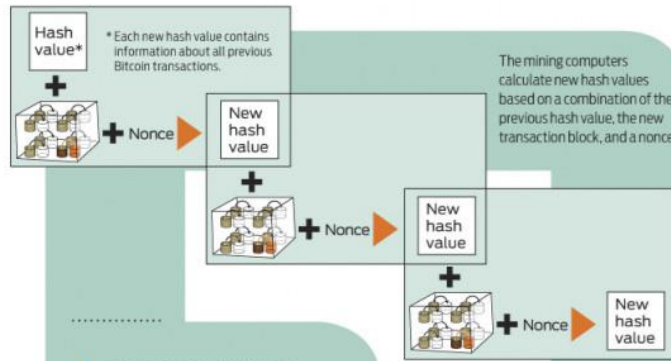 Hash
value*
* Each new hash value contains
information about all previous
Bitcoin transactions.
The mining computers
calculate new hash values
based on a combination of the
previous hash value, the new
transaction block, and a nonce
+
+ Nonce
New
hash
value
+
+ Nonce
New
hash
value
+
+ Nonce
New
hash
value